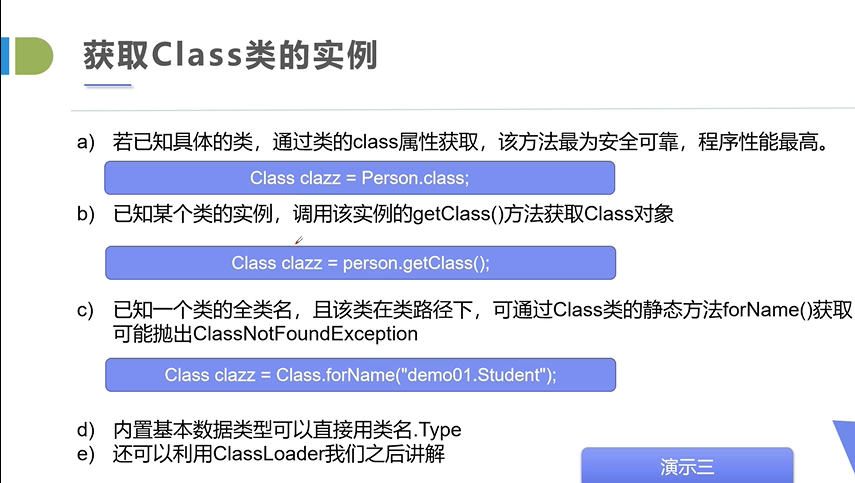 获取Class类的实例
a) 若已知具体的类，通过类的class属性获取，该方法最为安全可靠，程序性能最高。
Class clazz = Person.class;
b) 已知某个类的实例，调用该实例的getClass()方法获取Class对象
Class clazz = person.getClass();
c) 已知一个类的全类名，且该类在类路径下，可通过Class类的静态方法forName()获取
可能抛出ClassNotFoundException
Class clazz = Class.forName("demo01.Student");
d) 内置基本数据类型可以直接用类名.Type
e) 还可以利用ClassLoader我们之后讲解
演示三